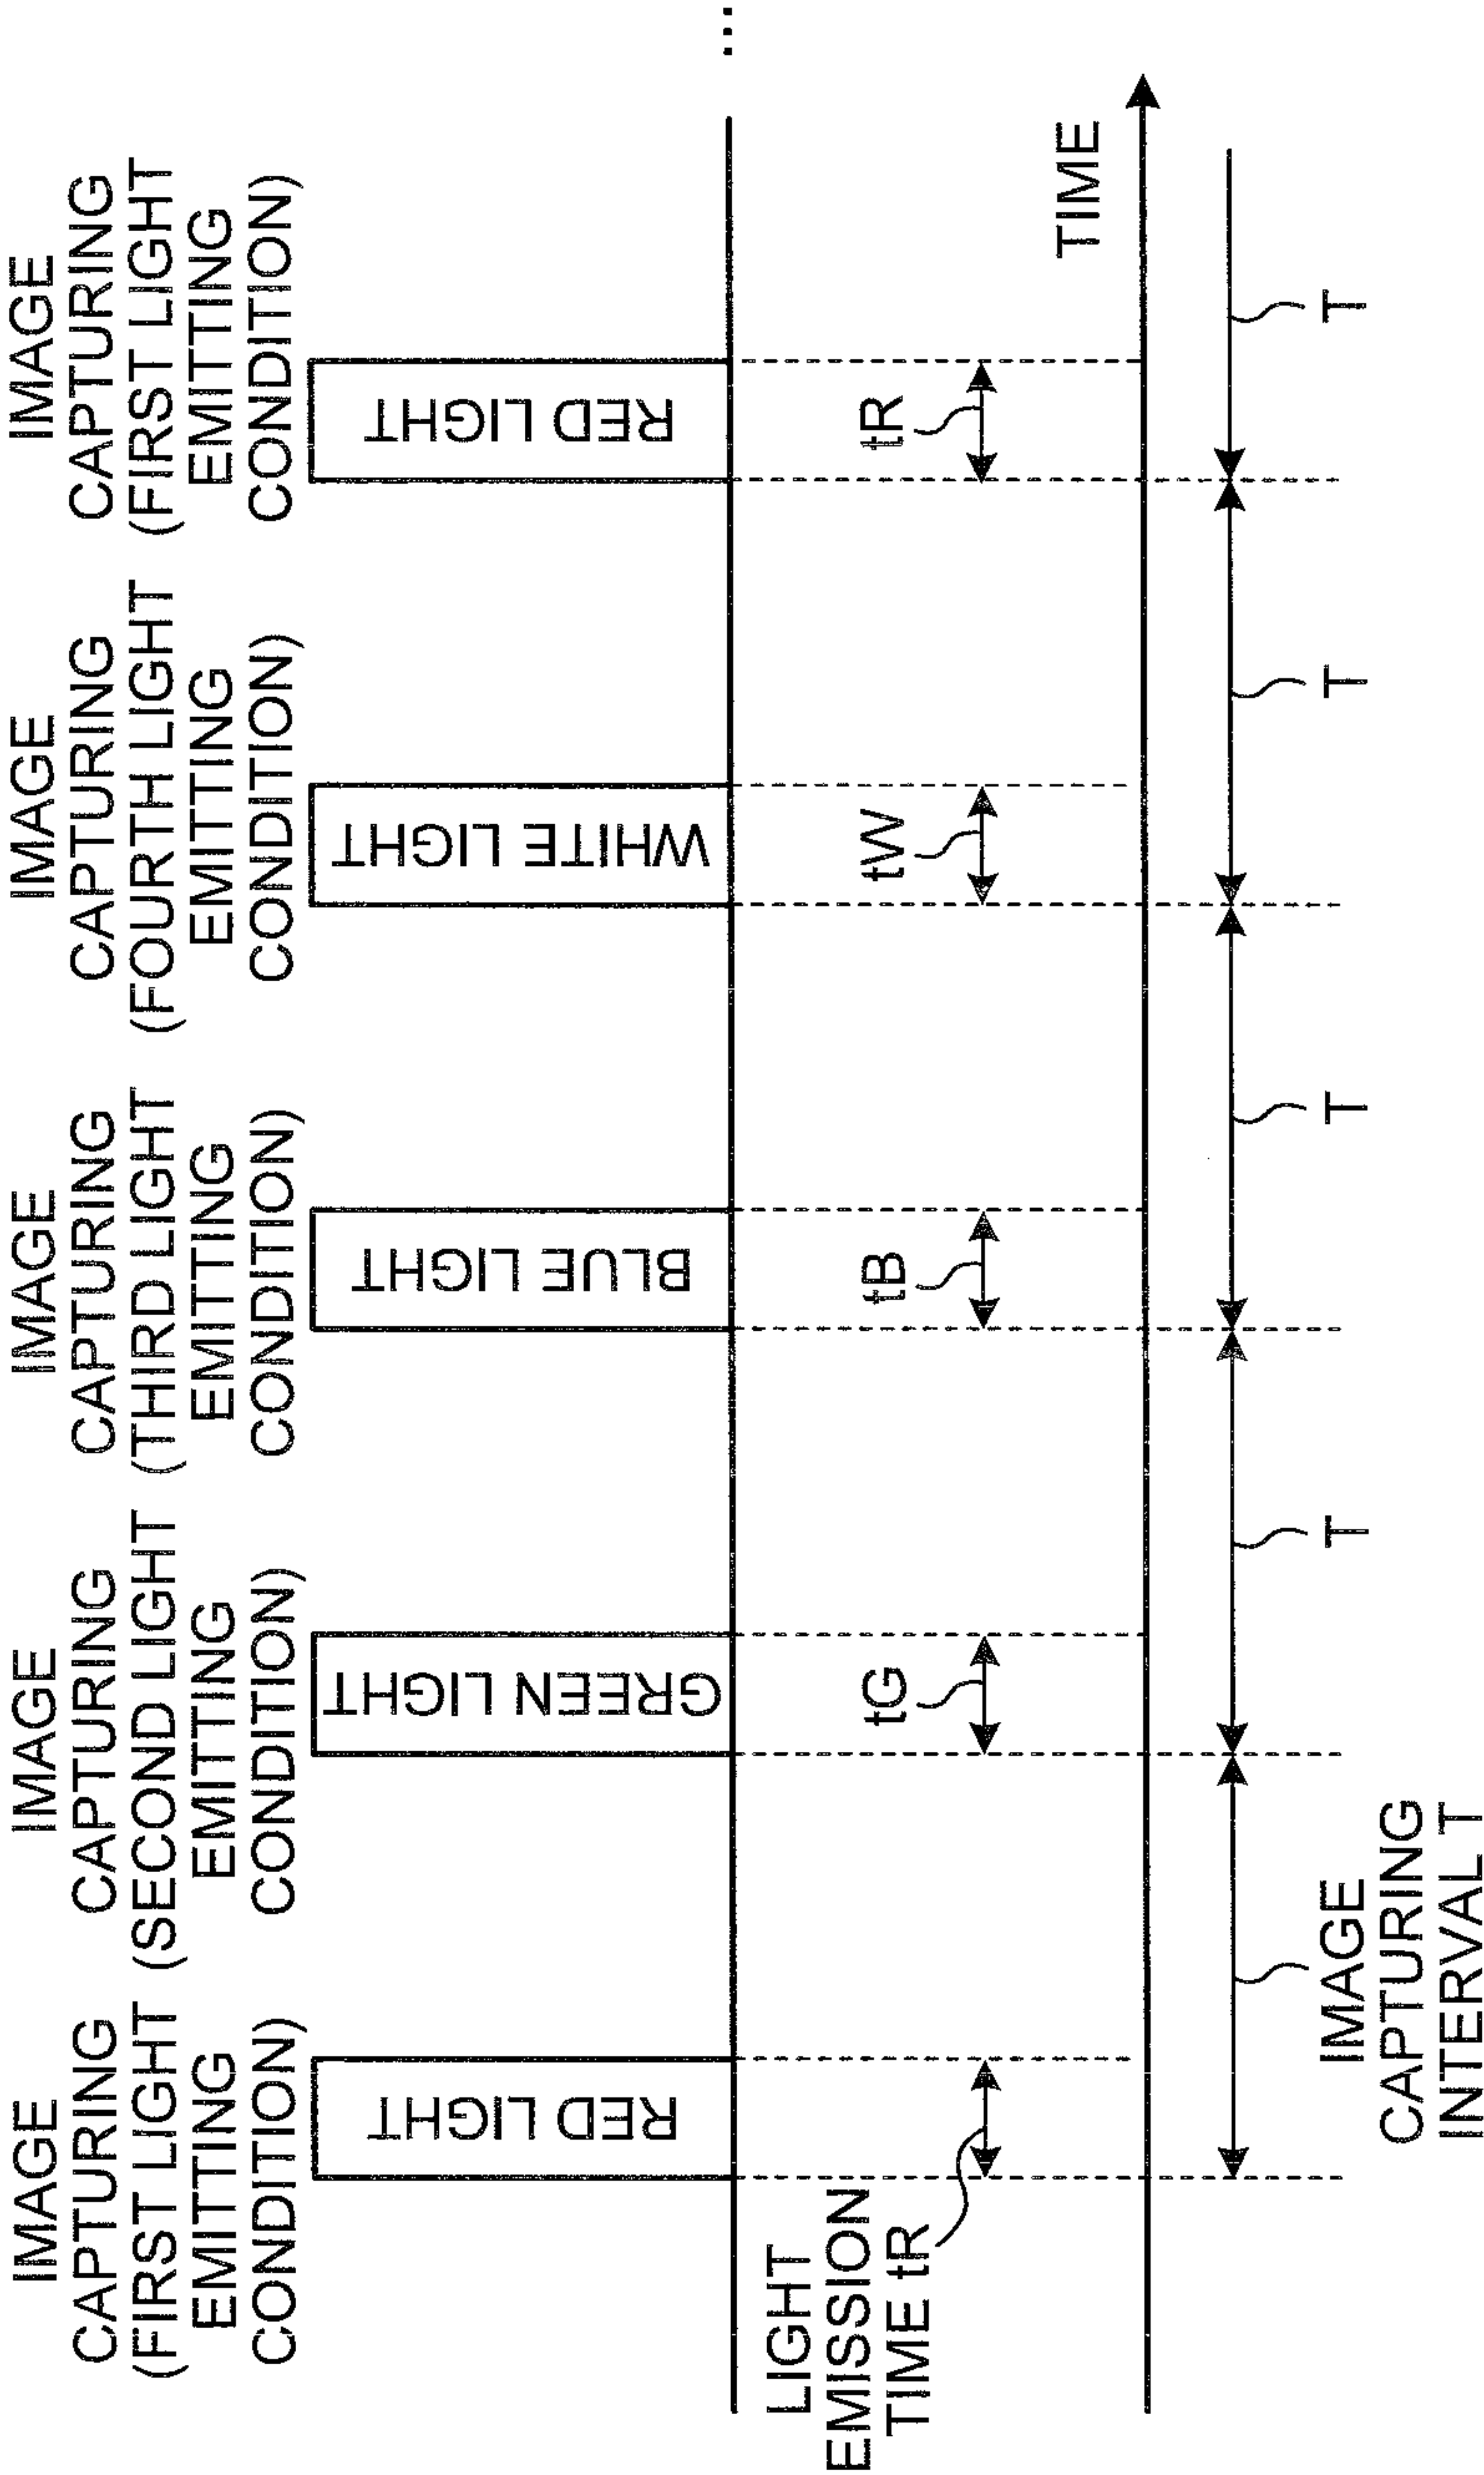 IMAGE
CAPTURING
(FIRST LIGHT
EMITTING
CONDITION)
IMAGE
CAPTURING
(SECOND LIGHT
EMITTING
CONDITION)
IMAGE
CAPTURING
(THIRD LIGHT
EMITTING
CONDITION)
IMAGE
CAPTURING
(FOURTH LIGHT
EMITTING
CONDITION)
IMAGE
CAPTURING
(FIRST LIGHT
EMITTING
CONDITION)
RED LIGHT
GREEN LIGHT
BLUE LIGHT
WHITE LIGHT
RED LIGHT
...
LIGHT
EMISSION
TIME tR
tG
tB
tW
tR
TIME
IMAGE
CAPTURING
INTERVAL T
T
T
T
T